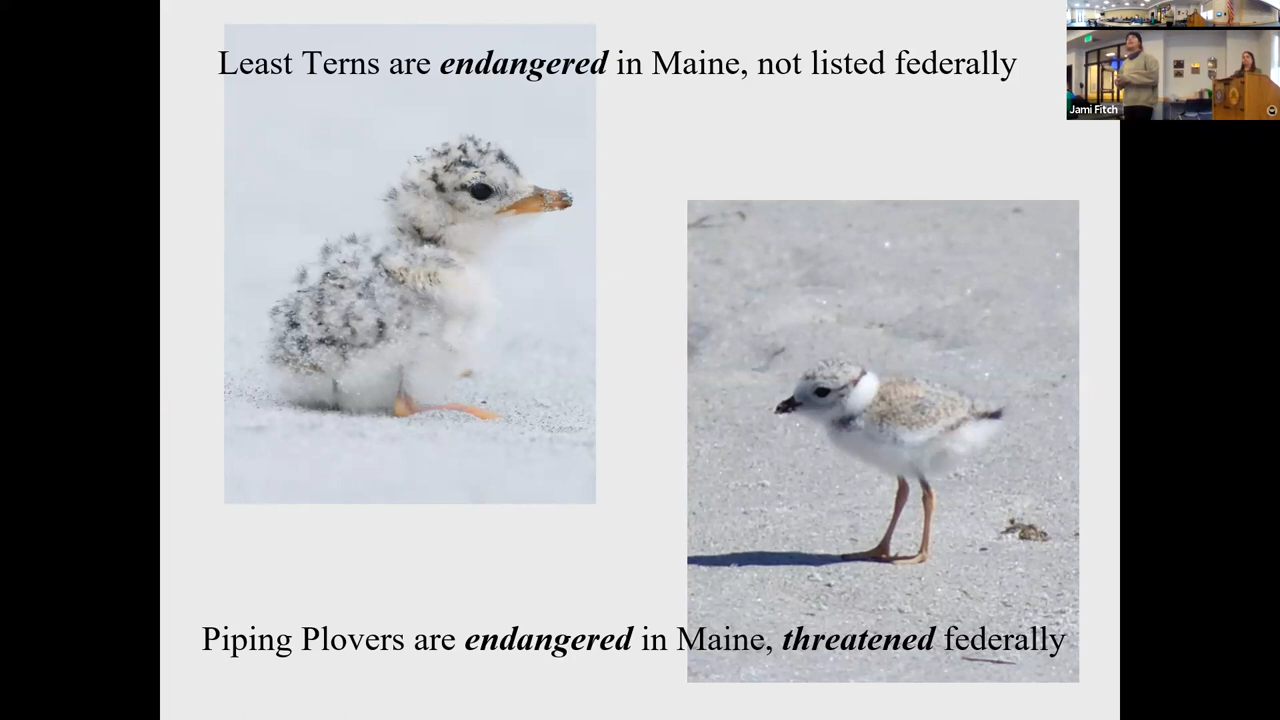 Least Terns are endangered in Maine, not listed federally
Jami Fitch
Piping Plovers are endangered in Maine, threatened federally